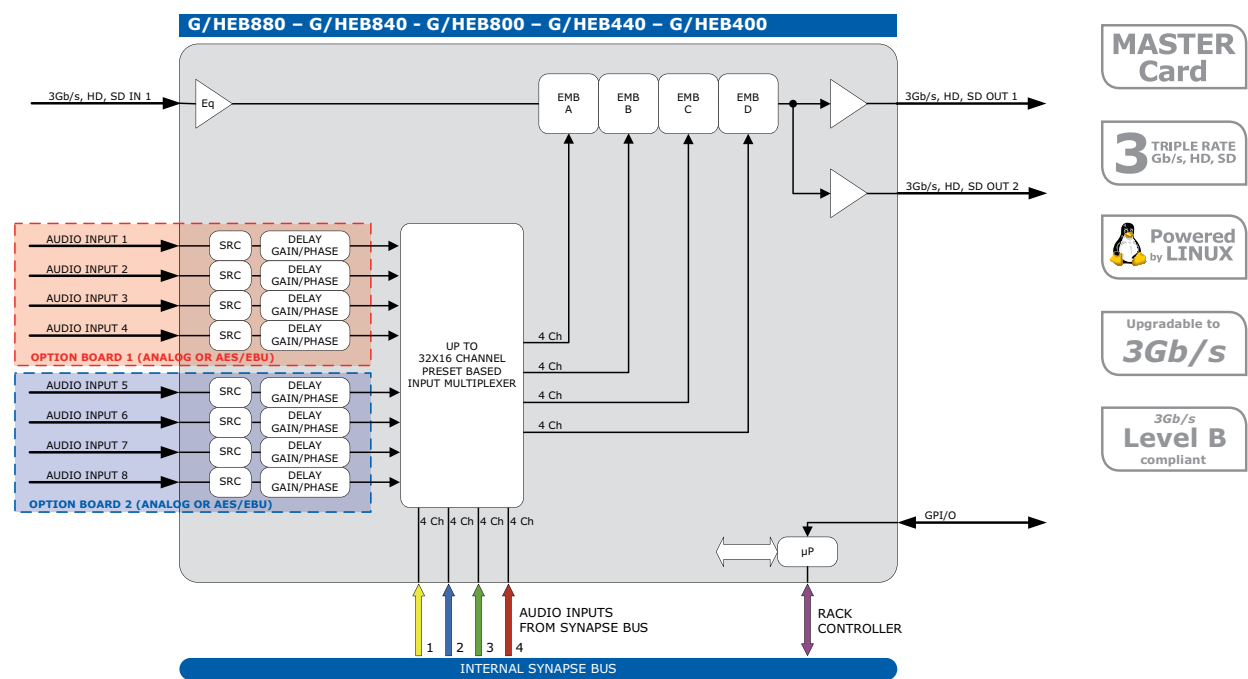 G/HEB880 – G/HEB840 - G/HEB800 – G/HEB440 – G/HEB400
3Gb/s, HD, SD IN 1
Eq
EMB
A
EMB
B
EMB
C
EMB
D
3Gb/s, HD, SD OUT 1
3Gb/s, HD, SD OUT 2
AUDIO INPUT 1
SRC
DELAY
GAIN/PHASE
AUDIO INPUT 2
SRC
DELAY
GAIN/PHASE
AUDIO INPUT 3
SRC
DELAY
GAIN/PHASE
AUDIO INPUT 4
SRC
DELAY
GAIN/PHASE
OPTION BOARD 1 (ANALOG OR AES/EBU)
AUDIO INPUT 5
SRC
DELAY
GAIN/PHASE
AUDIO INPUT 6
SRC
DELAY
GAIN/PHASE
AUDIO INPUT 7
SRC
DELAY
GAIN/PHASE
AUDIO INPUT 8
SRC
DELAY
GAIN/PHASE
OPTION BOARD 2 (ANALOG OR AES/EBU)
UP TO
32X16 CHANNEL
PRESET BASED
INPUT MULTIPLEXER
4 Ch
4 Ch
4 Ch
4 Ch
4 Ch
4 Ch
4 Ch
4 Ch
GPI/O
µP
1
2
3
4
AUDIO INPUTS
FROM SYNAPSE BUS
RACK
CONTROLLER
INTERNAL SYNAPSE BUS
MASTER
Card
3
TRIPLE RATE
Gb/s, HD, SD
Powered
by LINUX
Upgradable to
3Gb/s
3Gb/s
Level B
compliant